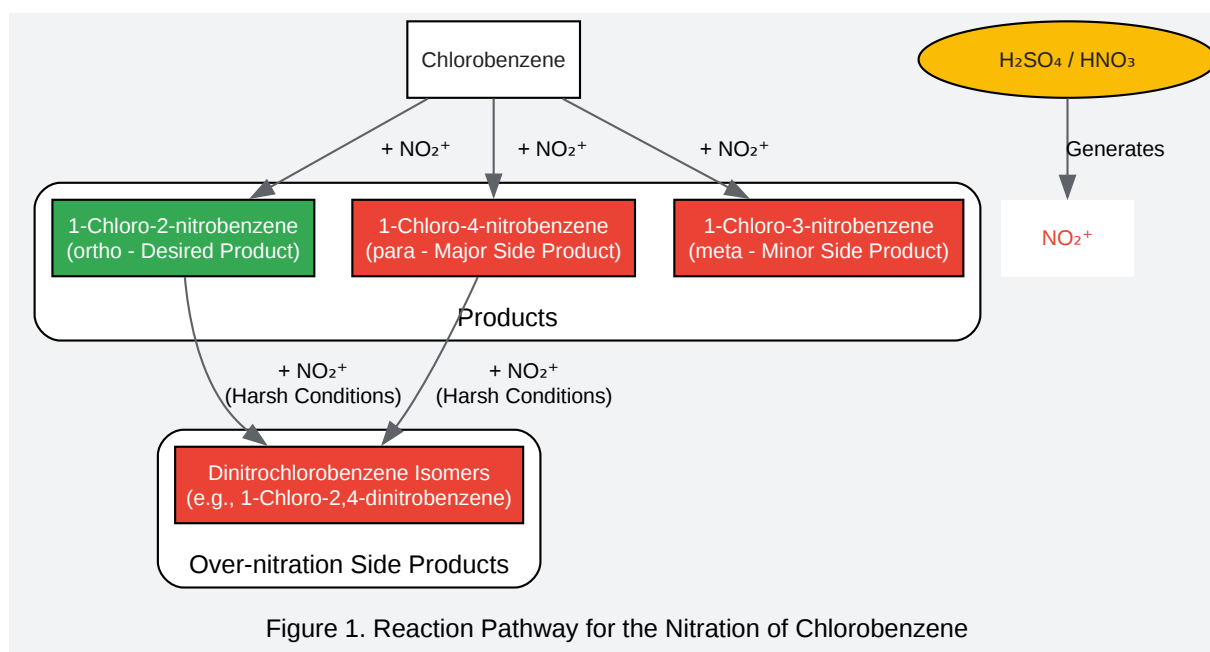 Chlorobenzene
H₂SO₄ / HNO₃
+ NO₂⁺
+ NO₂⁺
+ NO₂⁺
Generates
1-Chloro-2-nitrobenzene
(ortho - Desired Product)
1-Chloro-4-nitrobenzene
(para - Major Side Product)
1-Chloro-3-nitrobenzene
(meta - Minor Side Product)
NO₂⁺
Products
+ NO₂⁺
(Harsh Conditions)
+ NO₂⁺
(Harsh Conditions)
Dinitrochlorobenzene Isomers
(e.g., 1-Chloro-2,4-dinitrobenzene)
Over-nitration Side Products
Figure 1. Reaction Pathway for the Nitration of Chlorobenzene